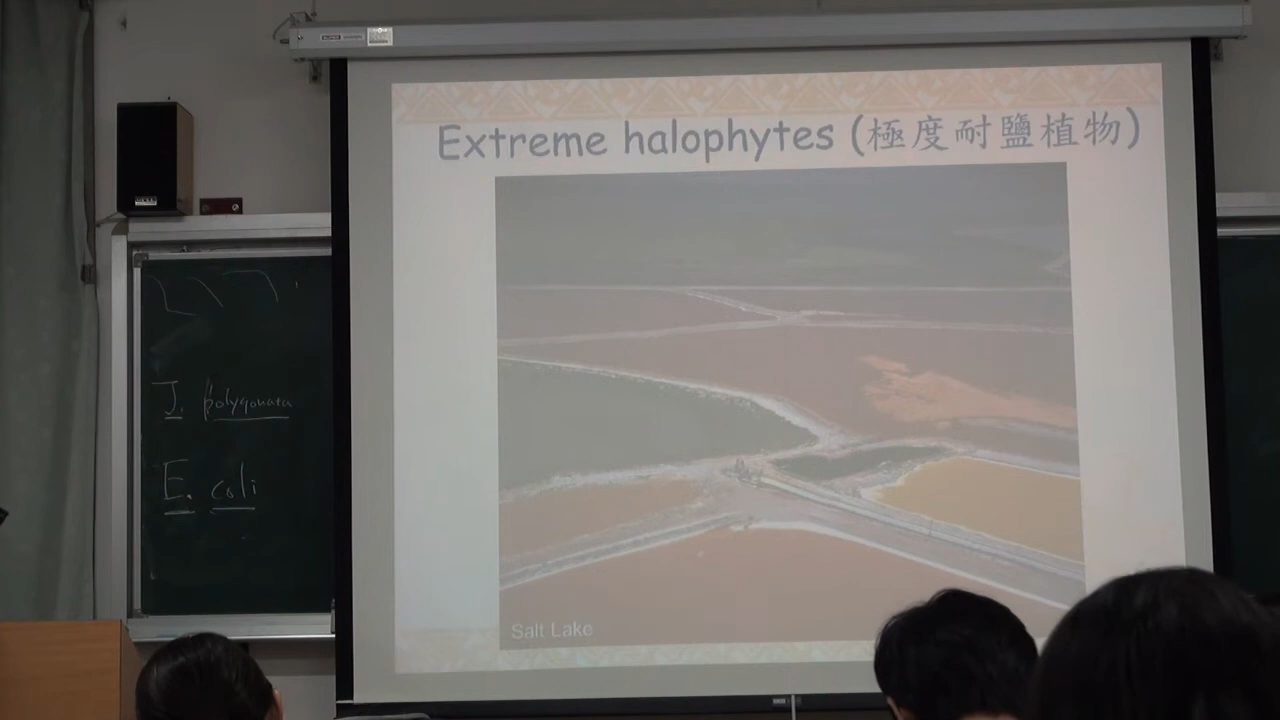 Extreme halophytes (極度耐鹽植物)
J. polygonata
E. coli
Salt Lake